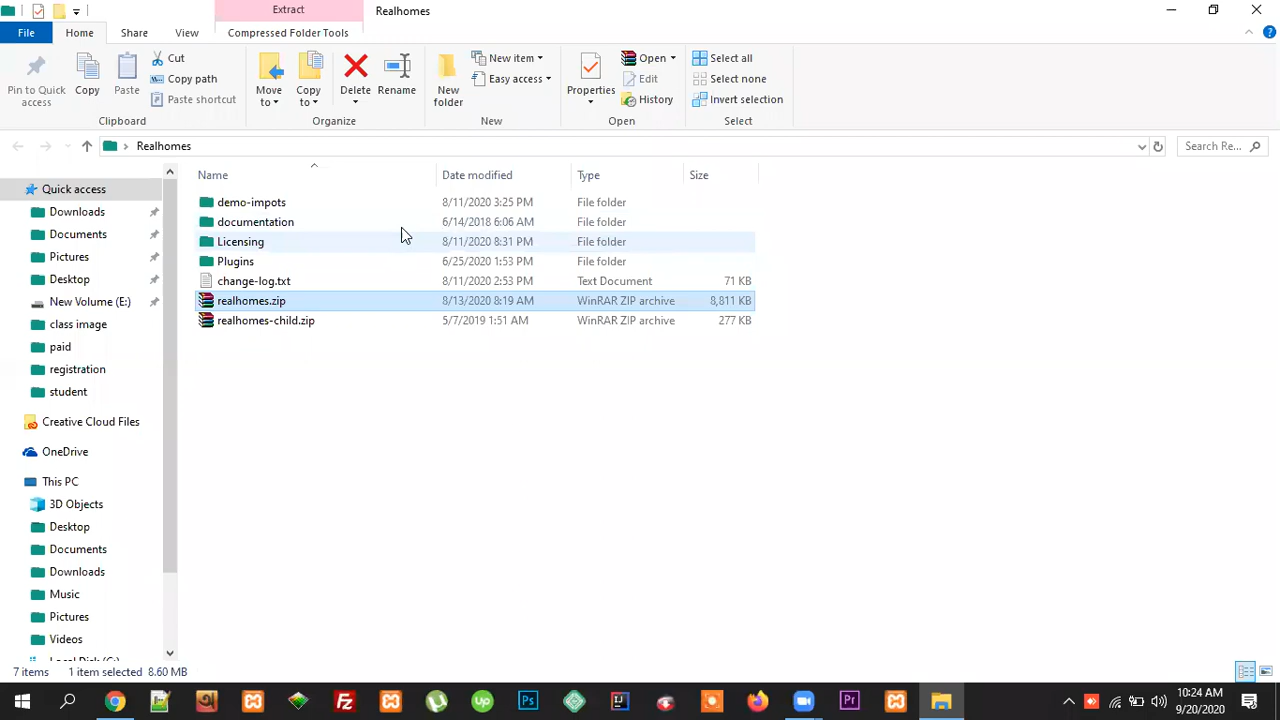 Extract
Realhomes
File
Home
Share
View
Compressed Folder Tools
Pin to Quick access
Copy
Paste
Cut
Copy path
Paste shortcut
Clipboard
Move to
Copy to
Delete
Rename
Organize
New folder
New item
Easy access
New
Properties
Open
Edit
History
Open
Select all
Select none
Invert selection
Select
Realhomes
Search Re...
Name Date modified Type Size
demo-impots 8/11/2020 3:25 PM File folder
documentation 6/14/2018 6:06 AM File folder
Licensing 8/11/2020 8:31 PM File folder
Plugins 6/25/2020 1:53 PM File folder
change-log.txt 8/11/2020 2:53 PM Text Document 71 KB
realhomes.zip 8/13/2020 8:19 AM WinRAR ZIP archive 8,811 KB
realhomes-child.zip 5/7/2019 1:51 AM WinRAR ZIP archive 277 KB
Quick access
Downloads
Documents
Pictures
Desktop
New Volume (E:)
class image
paid
registration
student
Creative Cloud Files
OneDrive
This PC
3D Objects
Desktop
Documents
Downloads
Music
Pictures
Videos
Local Disk (C:)
7 items 1 item selected 8.60 MB
10:24 AM
9/20/2020